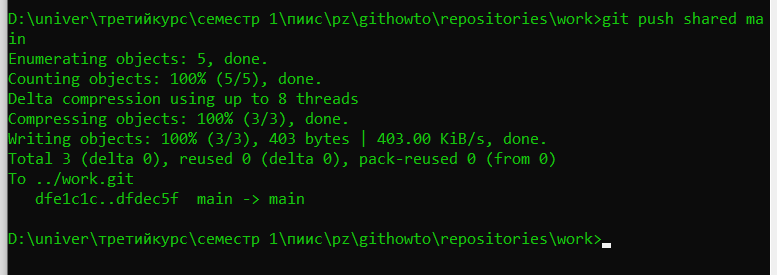 D:\univer\третийкурс\семестр 1\пиис\pz\githowto\repositories\work>git push shared ma
in
Enumerating objects: 5, done.
Counting objects: 100% (5/5), done.
Delta compression using up to 8 threads
Compressing objects: 100% (3/3), done.
Writing objects: 100% (3/3), 403 bytes | 403.00 KiB/s, done.
Total 3 (delta 0), reused 0 (delta 0), pack-reused 0 (from 0)
To ../work.git
   dfe1c1c..dfdec5f  main -> main
D:\univer\третийкурс\семестр 1\пиис\pz\githowto\repositories\work>